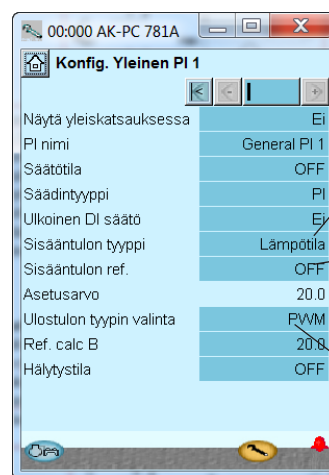 00:000 AK-PC 781A
Konfig. Yleinen PI 1
Näytä yleiskatsauksessa Ei
PI nimi General PI 1
Säätötila OFF
Säädintyyppi PI
Ulkoinen DI säätö Ei
Sisääntulon tyyppi Lämpötila
Sisääntulon ref. OFF
Asetusarvo 20.0
Ulostulon tyypin valinta PWM
Ref. calc B 20.0
Hälytystila OFF